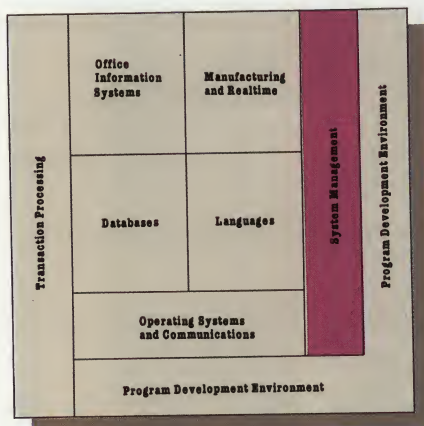 Office
Information
Systems
Manufacturing
and Realtime
Transaction Processing
Databases
Languages
System Management
Program Development Environment
Operating Systems
and Communications
Program Development Environment